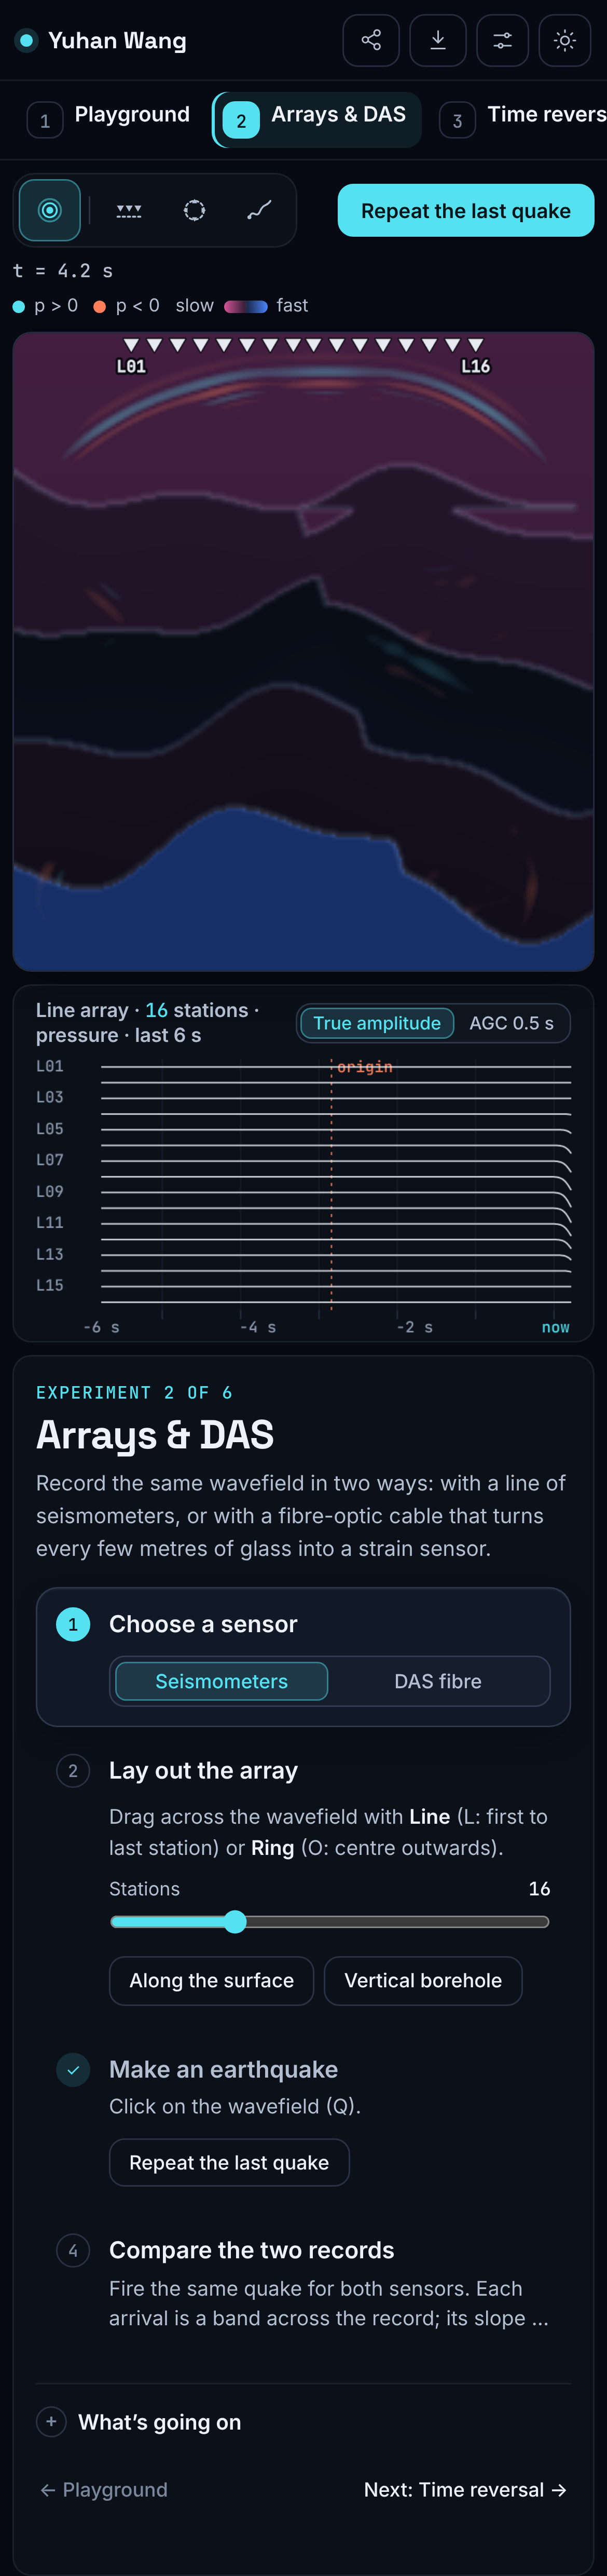 Yuhan Wang
1 Playground 2 Arrays & DAS 3 Time revers
Repeat the last quake
t = 4.2 s
p > 0 p < 0 slow fast
L01 L16
Line array · 16 stations ·
pressure · last 6 s
True amplitude AGC 0.5 s
L01
origin
L03
L05
L07
L09
L11
L13
L15
-6 s -4 s -2 s now
EXPERIMENT 2 OF 6
Arrays & DAS
Record the same wavefield in two ways: with a line of
seismometers, or with a fibre-optic cable that turns
every few metres of glass into a strain sensor.
1 Choose a sensor
Seismometers DAS fibre
2 Lay out the array
Drag across the wavefield with Line (L: first to
last station) or Ring (O: centre outwards).
Stations 16
Along the surface Vertical borehole
✓ Make an earthquake
Click on the wavefield (Q).
Repeat the last quake
4 Compare the two records
Fire the same quake for both sensors. Each
arrival is a band across the record; its slope ...
+ What's going on
← Playground Next: Time reversal →